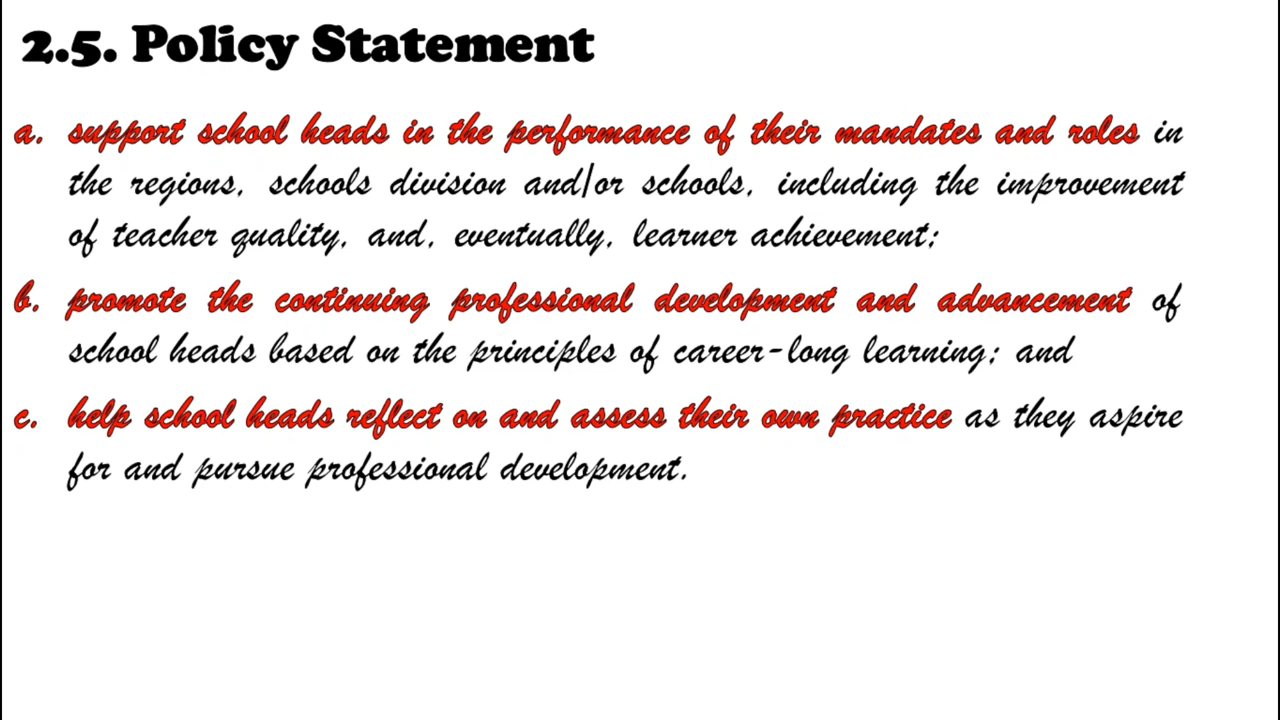 2.5. Policy Statement
a. support school heads in the performance of their mandates and roles in
the regions, schools division and/or schools, including the improvement
of teacher quality, and, eventually, learner achievement;
b. promote the continuing professional development and advancement of
school heads based on the principles of career-long learning; and
c. help school heads reflect on and assess their own practice as they aspire
for and pursue professional development.